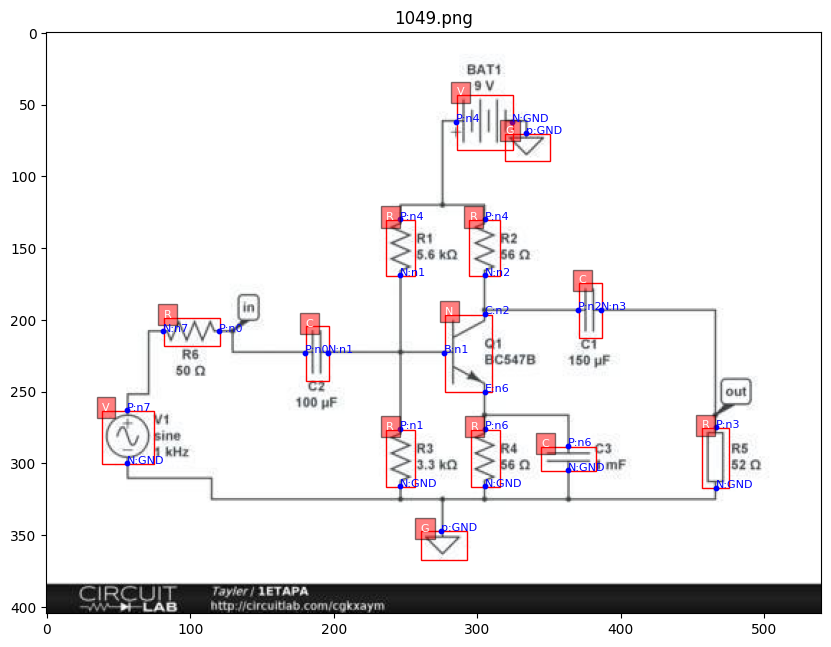 1049.png
0
50
100
150
200
250
300
350
400
0
100
200
300
400
500
BAT1
9 V
V
P:n4
N:GND
G
p:GND
+
R
P:n4
R1
5.6 kΩ
N:n1
R
P:n4
R2
56 Ω
N:n2
in
R
N:n7
P:n0
R6
50 Ω
C
P:n0
N:n1
C2
100 µF
N
C:n2
B:n1
Q1
BC547B
E:n6
C
P:n2
N:n3
C1
150 µF
out
V
P:n7
V1
sine
1 kHz
N:GND
R
P:n1
R3
3.3 kΩ
N:GND
R
P:n6
R4
56 Ω
N:GND
C
P:n6
C3
mF
N:GND
R
P:n3
R5
52 Ω
N:GND
G
p:GND
CIRCUIT
LAB
Tayler / 1ETAPA
http://circuitlab.com/cgkxaym